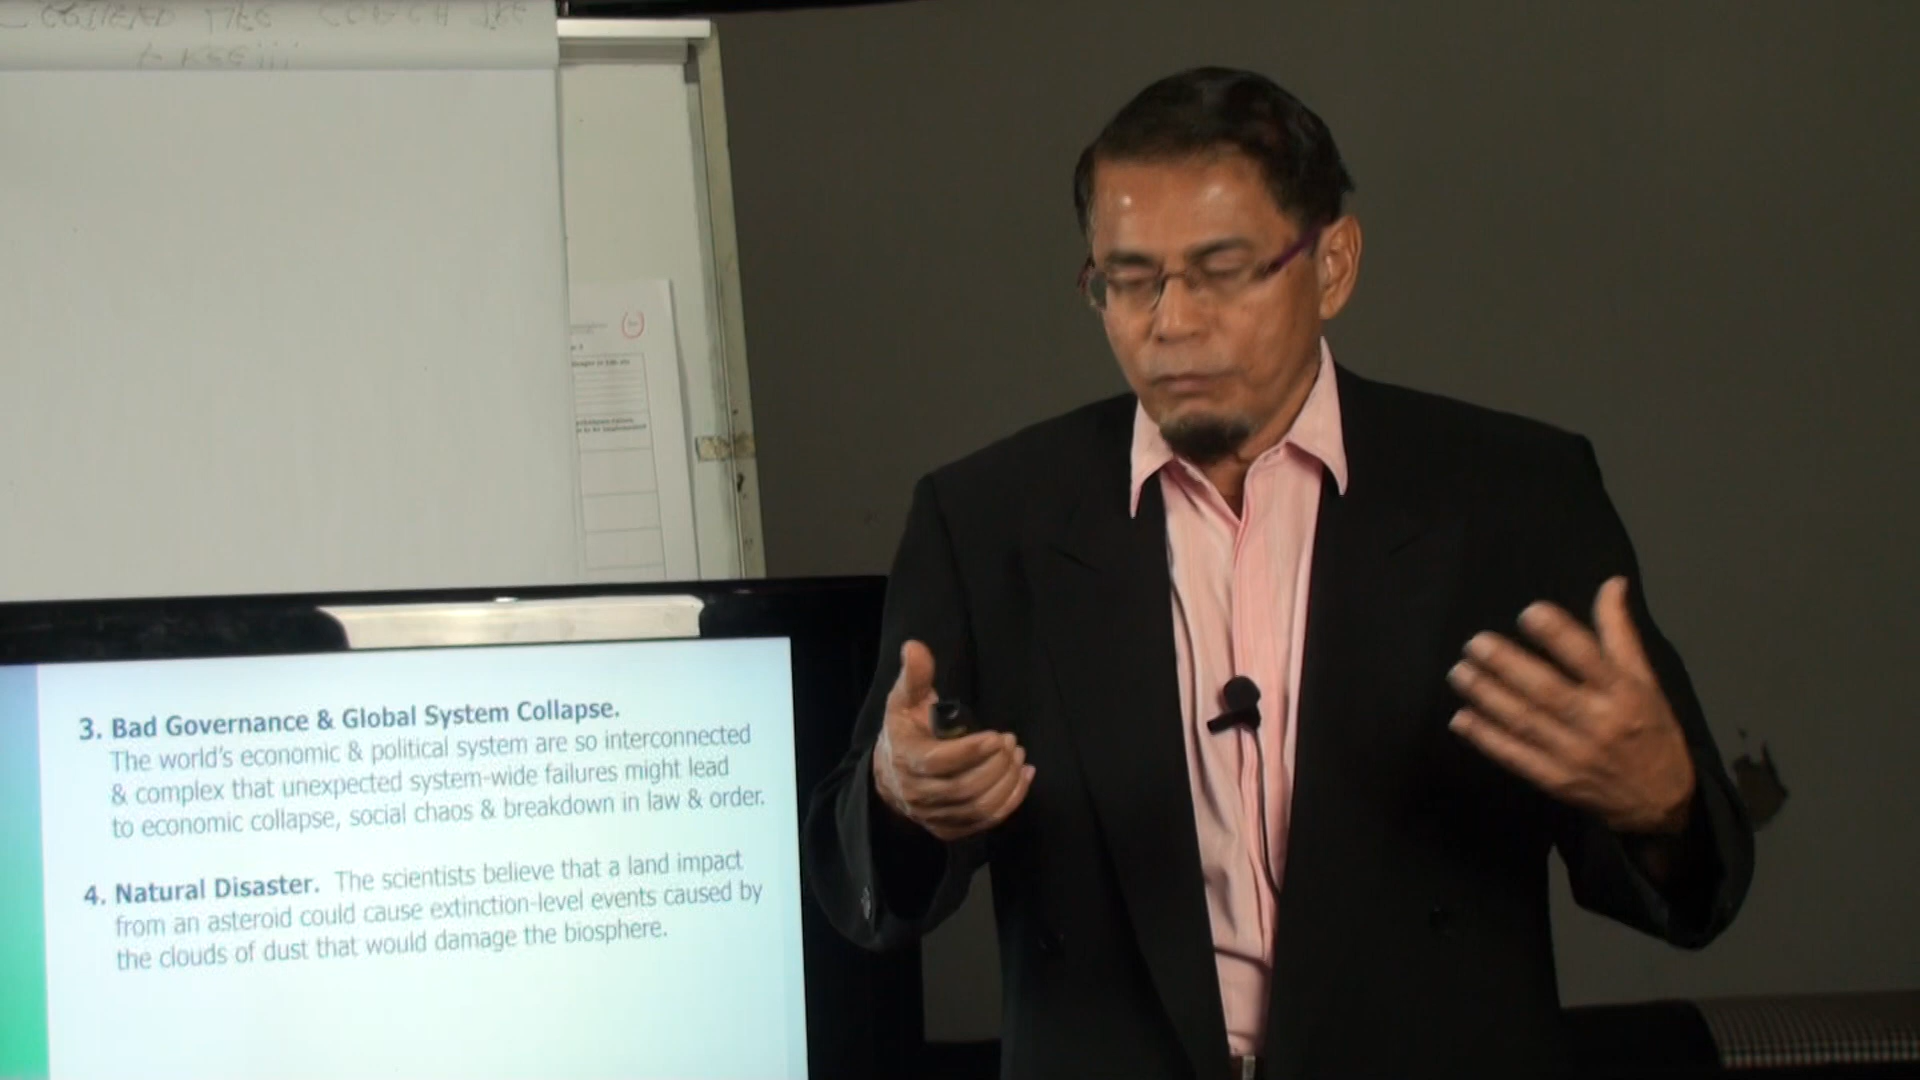 3. Bad Governance & Global System Collapse.
The world's economic & political system are so interconnected
& complex that unexpected system-wide failures might lead
to economic collapse, social chaos & breakdown in law & order.
4. Natural Disaster. The scientists believe that a land impact
from an asteroid could cause extinction-level events caused by
the clouds of dust that would damage the biosphere.